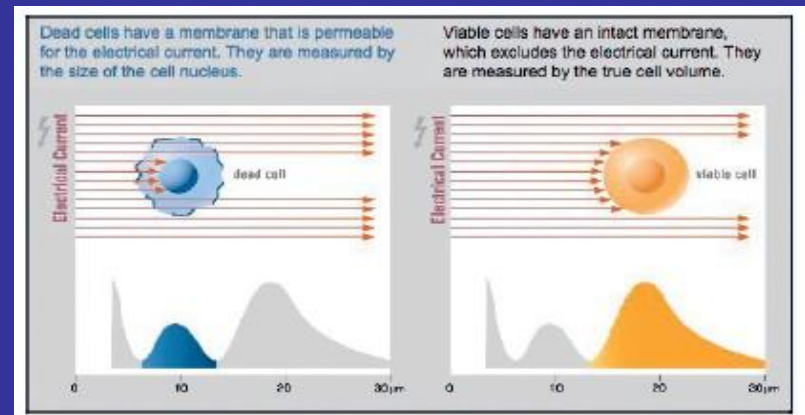 Dead cells have a membrane that is permeable
for the electrical current. They are measured by
the size of the cell nucleus.
Viable cells have an intact membrane,
which excludes the electrical current. They
are measured by the true cell volume.
Electrical Current
dead cell
Electrical Current
viable cell
0 10 20 30µm
0 10 20 30µm